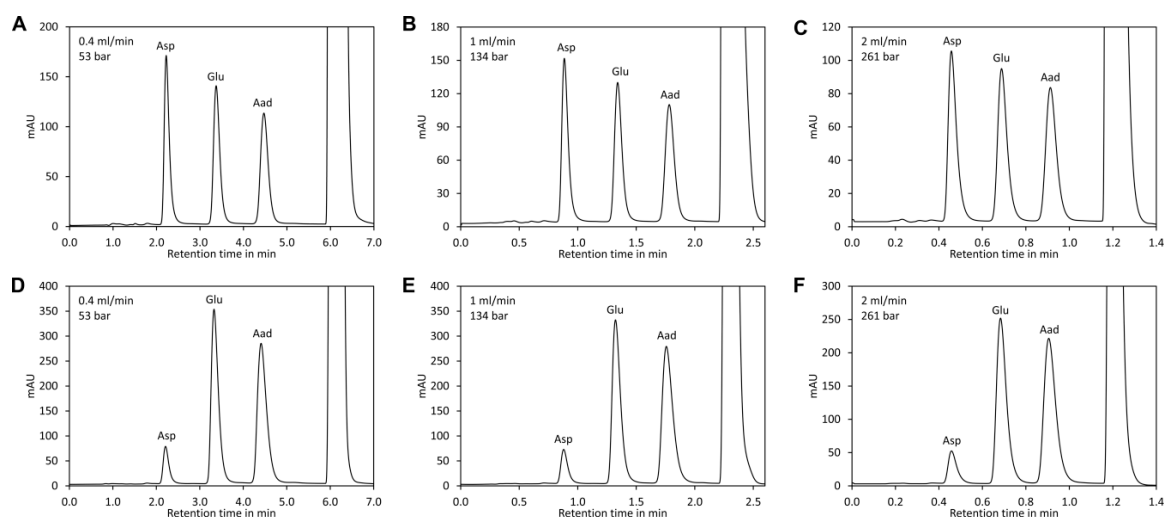 A
0.4 ml/min
53 bar
Asp
Glu
Aad
mAU
200
150
100
50
0
0.0 1.0 2.0 3.0 4.0 5.0 6.0 7.0
Retention time in min
B
1 ml/min
134 bar
Asp
Glu
Aad
mAU
180
150
120
90
60
30
0
0.0 0.5 1.0 1.5 2.0 2.5
Retention time in min
C
2 ml/min
261 bar
Asp
Glu
Aad
mAU
120
100
80
60
40
20
0
0.0 0.2 0.4 0.6 0.8 1.0 1.2 1.4
Retention time in min
D
0.4 ml/min
53 bar
Asp
Glu
Aad
mAU
400
350
300
250
200
150
100
50
0
0.0 1.0 2.0 3.0 4.0 5.0 6.0 7.0
Retention time in min
E
1 ml/min
134 bar
Asp
Glu
Aad
mAU
400
350
300
250
200
150
100
50
0
0.0 0.5 1.0 1.5 2.0 2.5
Retention time in min
F
2 ml/min
261 bar
Asp
Glu
Aad
mAU
300
250
200
150
100
50
0
0.0 0.2 0.4 0.6 0.8 1.0 1.2 1.4
Retention time in min